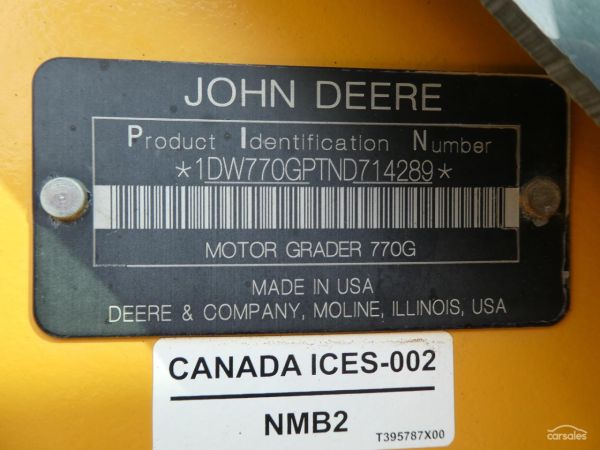 JOHN DEERE
Product Identification Number
*1DW770GPTND714289*
MOTOR GRADER 770G
MADE IN USA
DEERE & COMPANY, MOLINE, ILLINOIS, USA
CANADA ICES-002
NMB2
T395787X00
carsales